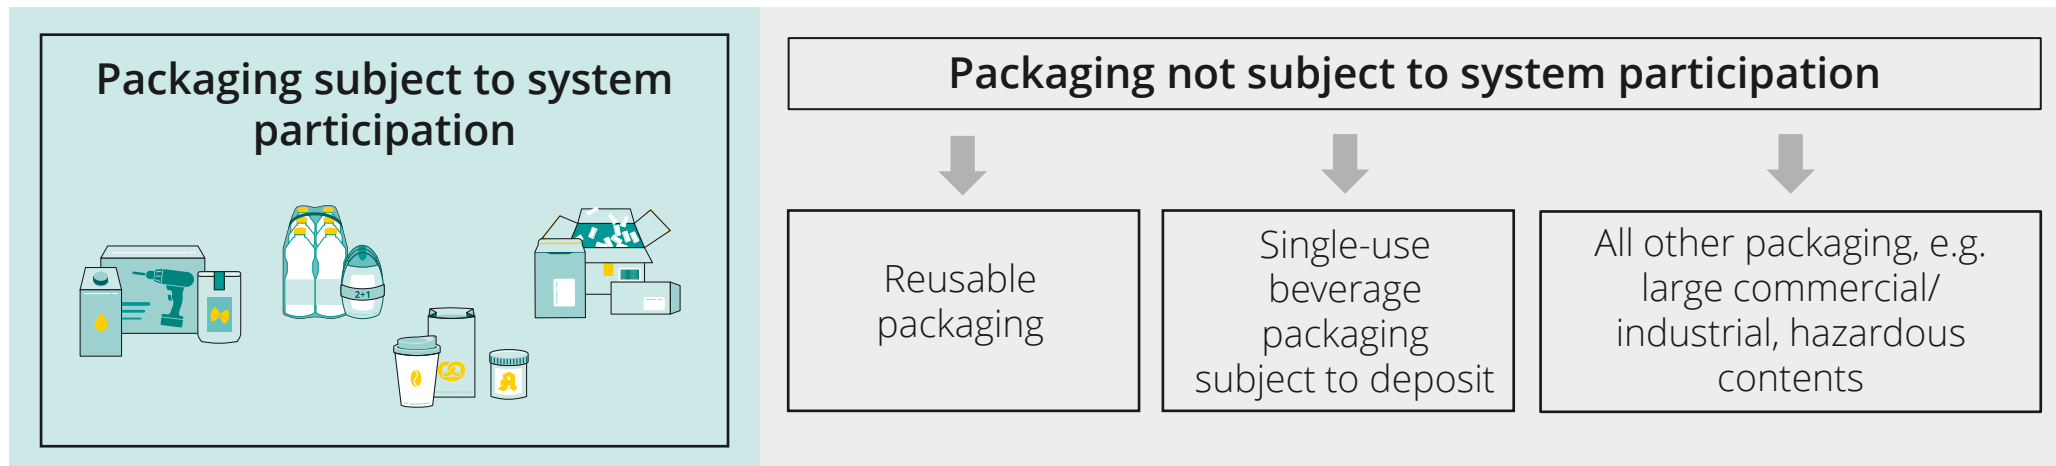 Packaging subject to system
participation
2+1
A
Packaging not subject to system participation
Reusable
packaging
Single-use
beverage
packaging
subject to deposit
All other packaging, e.g.
large commercial/
industrial, hazardous
contents